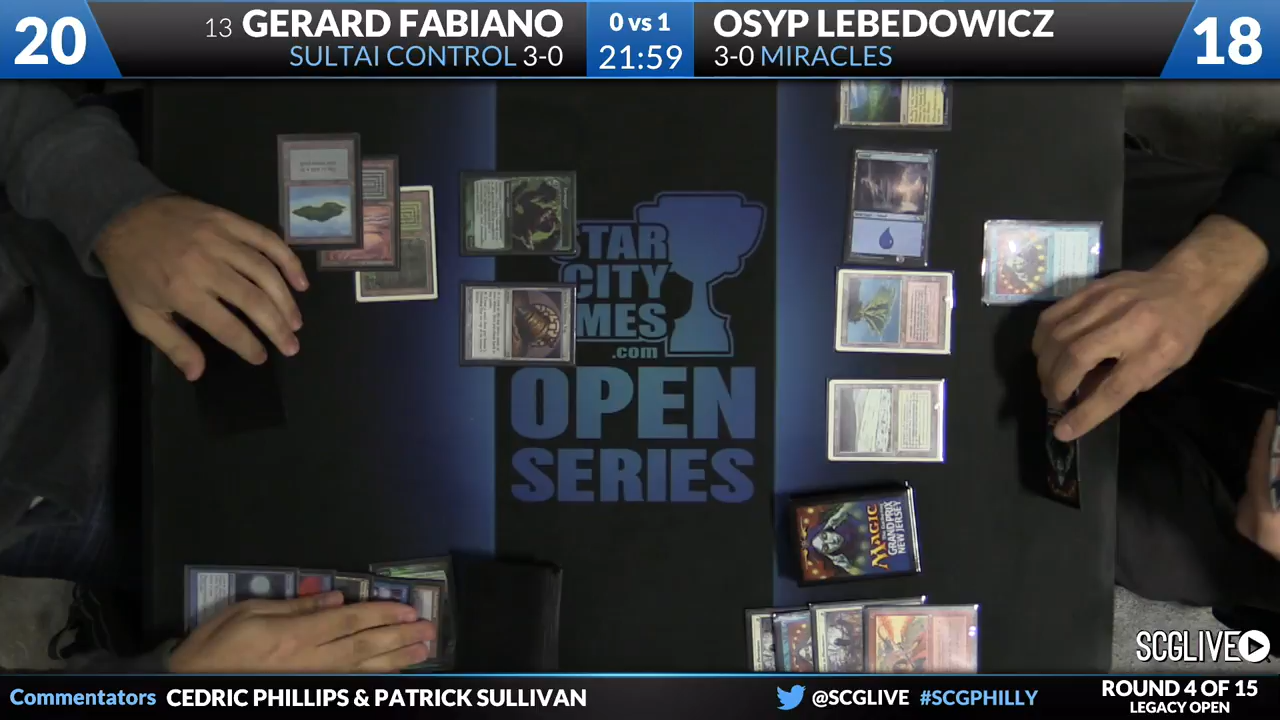 20
13 GERARD FABIANO
SULTAI CONTROL 3-0
0 vs 1
21:59
OSYP LEBEDOWICZ
3-0 MIRACLES
18
STAR
CITY
GAMES
.com
OPEN
SERIES
MAGIC
GRAND PRIX
NEW JERSEY
SCGLIVE
Commentators CEDRIC PHILLIPS & PATRICK SULLIVAN
@SCGLIVE #SCGPHILLY
ROUND 4 OF 15
LEGACY OPEN